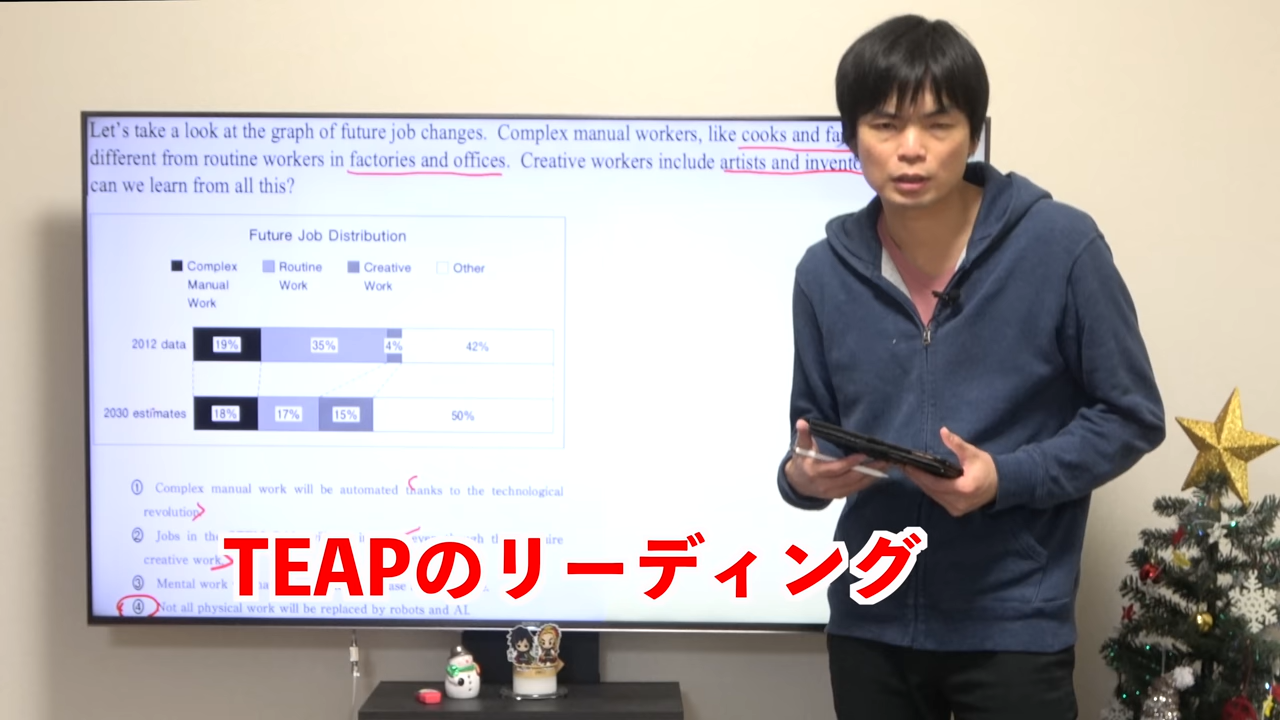 Let's take a look at the graph of future job changes. Complex manual workers, like cooks and
different from routine workers in factories and offices. Creative workers include artists and
can we learn from all this?
Future Job Distribution
Complex Manual Work
Routine Work
Creative Work
Other
2012 data 19% 35% 4% 42%
2030 estimates 18% 17% 15% 50%
① Complex manual work will be automated thanks to the technological
revolution
② Jobs in the
creative work
③ Mental work
④ Not all physical work will be replaced by robots and AI.
TEAPのリーディング